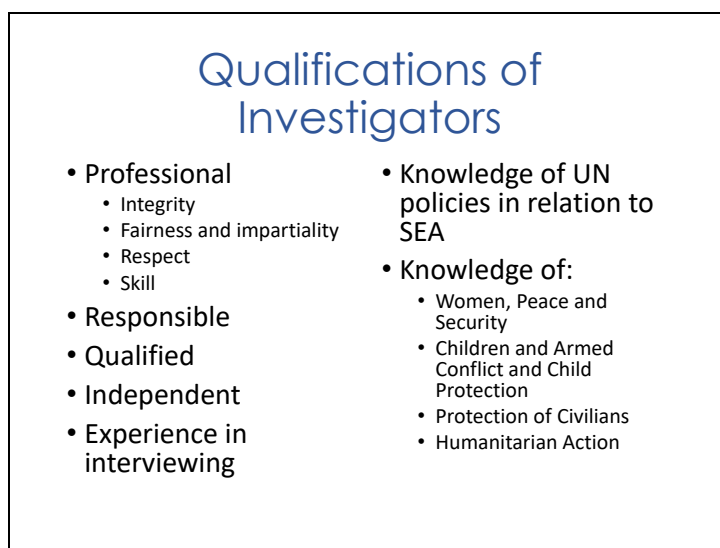 Qualifications of
Investigators
• Professional
• Integrity
• Fairness and impartiality
• Respect
• Skill
• Responsible
• Qualified
• Independent
• Experience in
interviewing
• Knowledge of UN
policies in relation to
SEA
• Knowledge of:
• Women, Peace and
Security
• Children and Armed
Conflict and Child
Protection
• Protection of Civilians
• Humanitarian Action